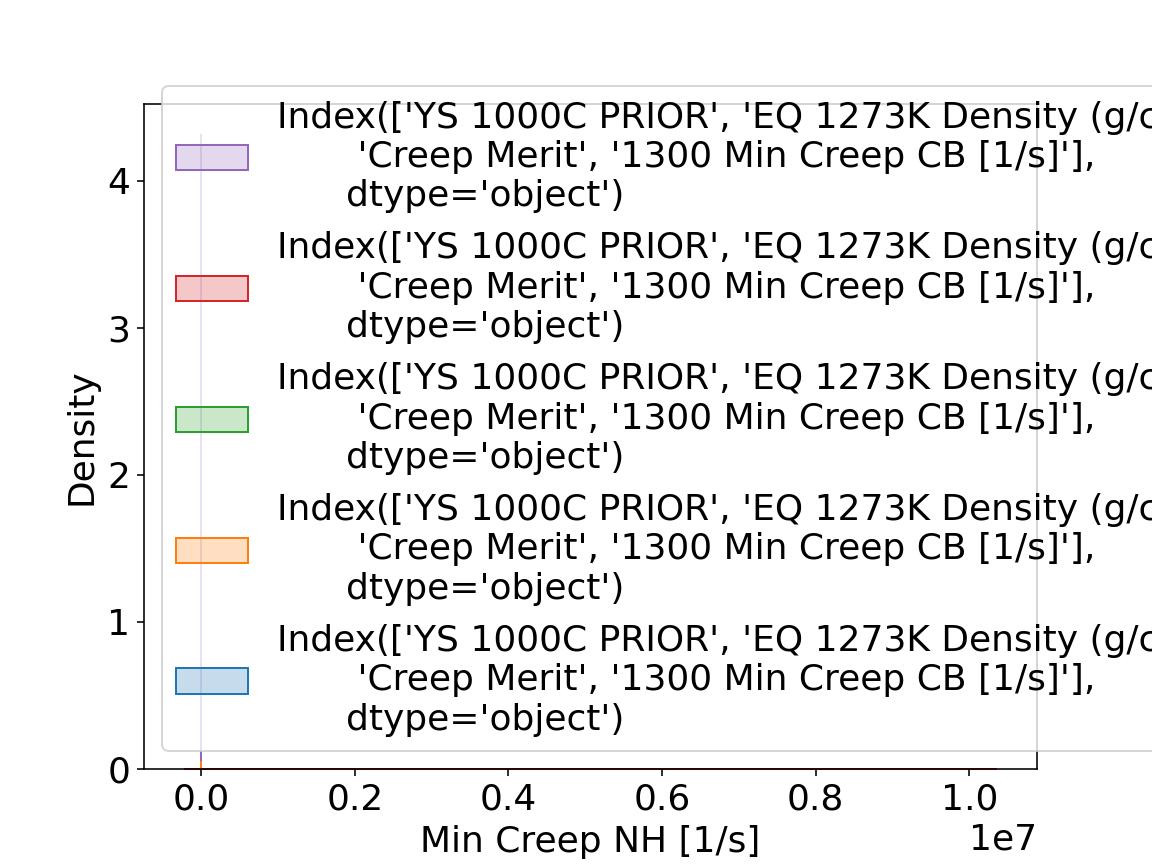 Index(['YS 1000C PRIOR', 'EQ 1273K Density (g/c
'Creep Merit', '1300 Min Creep CB [1/s]'],
dtype='object')
Index(['YS 1000C PRIOR', 'EQ 1273K Density (g/c
'Creep Merit', '1300 Min Creep CB [1/s]'],
dtype='object')
Index(['YS 1000C PRIOR', 'EQ 1273K Density (g/c
'Creep Merit', '1300 Min Creep CB [1/s]'],
dtype='object')
Index(['YS 1000C PRIOR', 'EQ 1273K Density (g/c
'Creep Merit', '1300 Min Creep CB [1/s]'],
dtype='object')
Index(['YS 1000C PRIOR', 'EQ 1273K Density (g/c
'Creep Merit', '1300 Min Creep CB [1/s]'],
dtype='object')
Density
4
3
2
1
0
0.0 0.2 0.4 0.6 0.8 1.0
1e7
Min Creep NH [1/s]